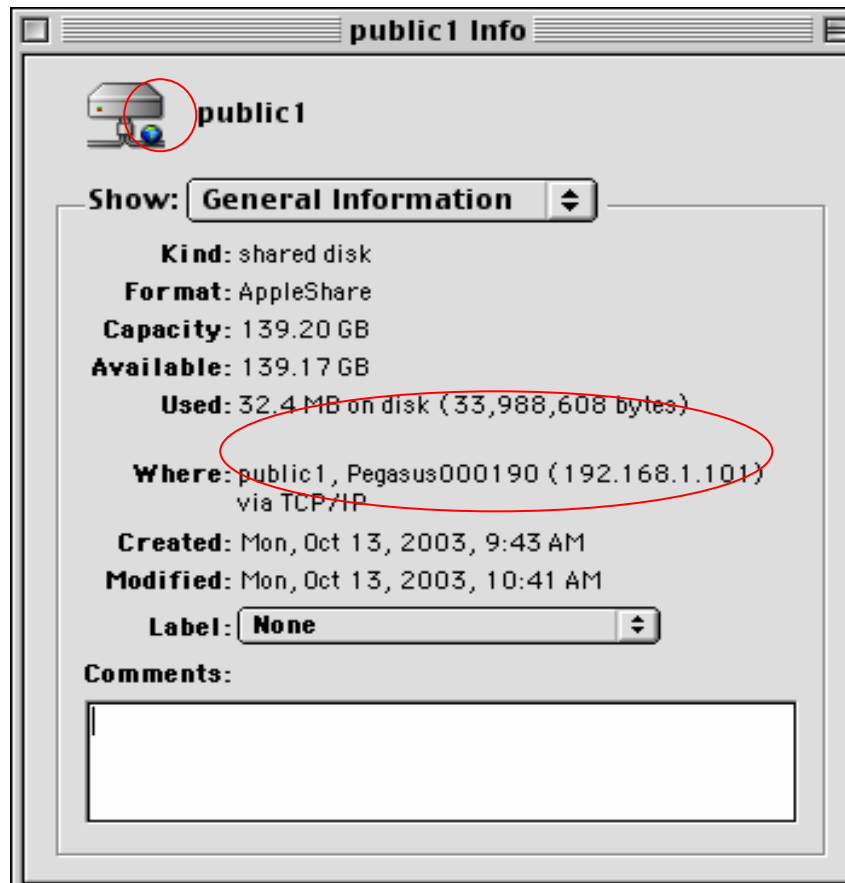 public1 Info
public1
Show: General Information
Kind: shared disk
Format: AppleShare
Capacity: 139.20 GB
Available: 139.17 GB
Used: 32.4 MB on disk (33,988,608 bytes)
Where: public1, Pegasus000190 (192.168.1.101)
via TCP/IP
Created: Mon, Oct 13, 2003, 9:43 AM
Modified: Mon, Oct 13, 2003, 10:41 AM
Label: None
Comments: